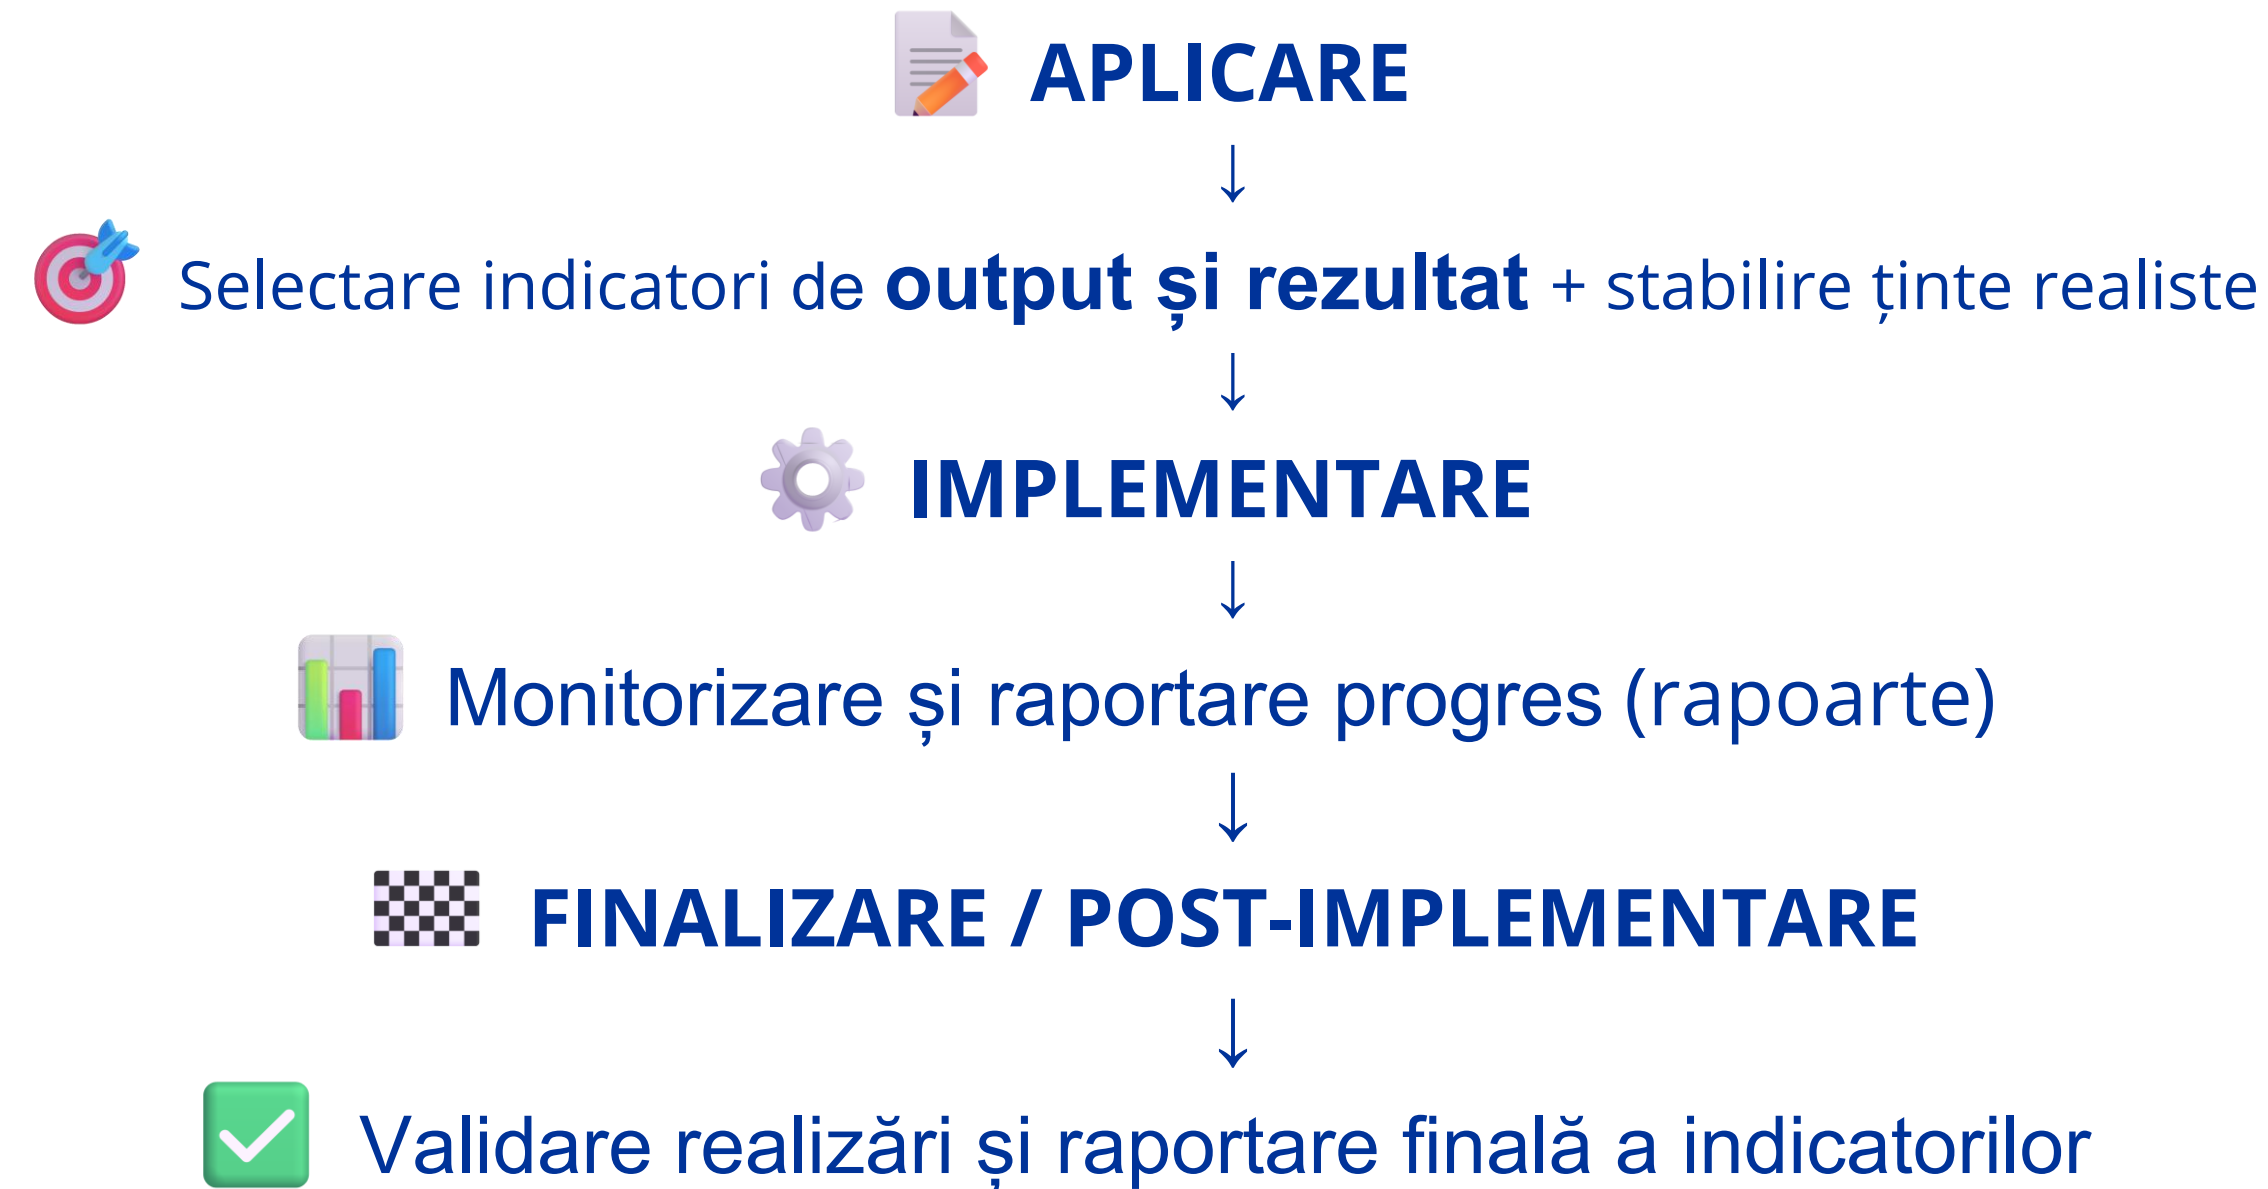 APLICARE
↓
Selectare indicatori de output și rezultat + stabilire ținte realiste
↓
IMPLEMENTARE
↓
Monitorizare și raportare progres (rapoarte)
↓
FINALIZARE / POST-IMPLEMENTARE
↓
Validare realizări și raportare finală a indicatorilor